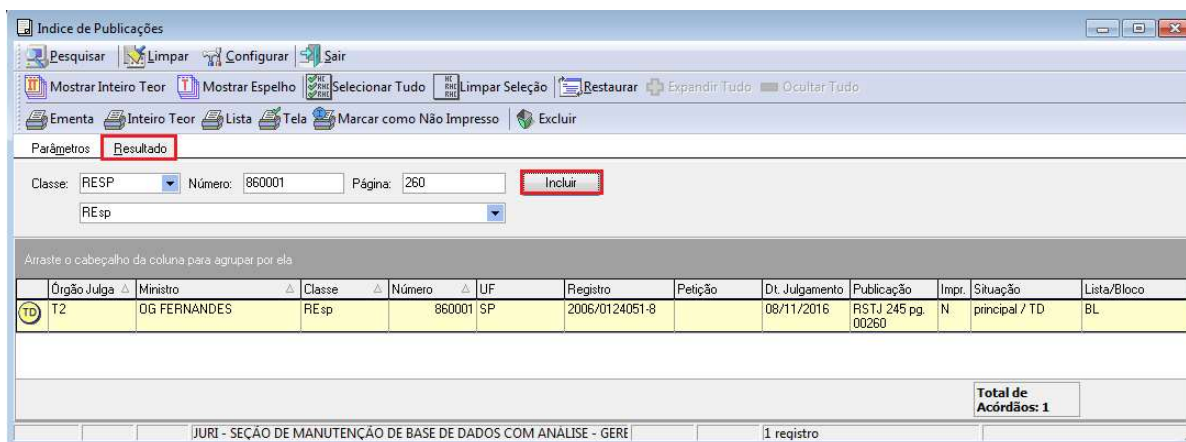 Indice de Publicações
Pesquisar Limpar Configurar Sair
Mostrar Inteiro Teor Mostrar Espelho Selecionar Tudo Limpar Seleção Restaurar Expandir Tudo Ocultar Tudo
Ementa Inteiro Teor Lista Tela Marcar como Não Impresso Excluir
Parâmetros Resultado
Classe: RESP Número: 860001 Página: 260 Incluir
REsp
Arraste o cabeçalho da coluna para agrupar por ela
Órgão Julga Ministro Classe Número UF Registro Petição Dt. Julgamento Publicação Impr. Situação Lista/Bloco
TD T2 OG FERNANDES REsp 860001 SP 2006/0124051-8 08/11/2016 RSTJ 245 pg. N principal / TD BL
00260
Total de
Acórdãos: 1
JURI - SEÇÃO DE MANUTENÇÃO DE BASE DE DADOS COM ANÁLISE - GERE 1 registro